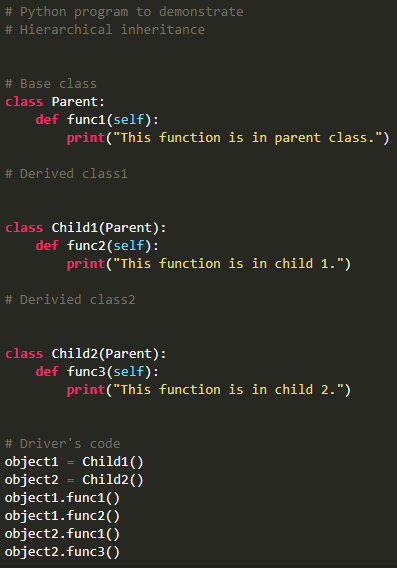 # Python program to demonstrate
# Hierarchical inheritance
# Base class
class Parent:
    def func1(self):
        print("This function is in parent class.")
# Derived class1
class Child1(Parent):
    def func2(self):
        print("This function is in child 1.")
# Derivied class2
class Child2(Parent):
    def func3(self):
        print("This function is in child 2.")
# Driver's code
object1 = Child1()
object2 = Child2()
object1.func1()
object1.func2()
object2.func1()
object2.func3()